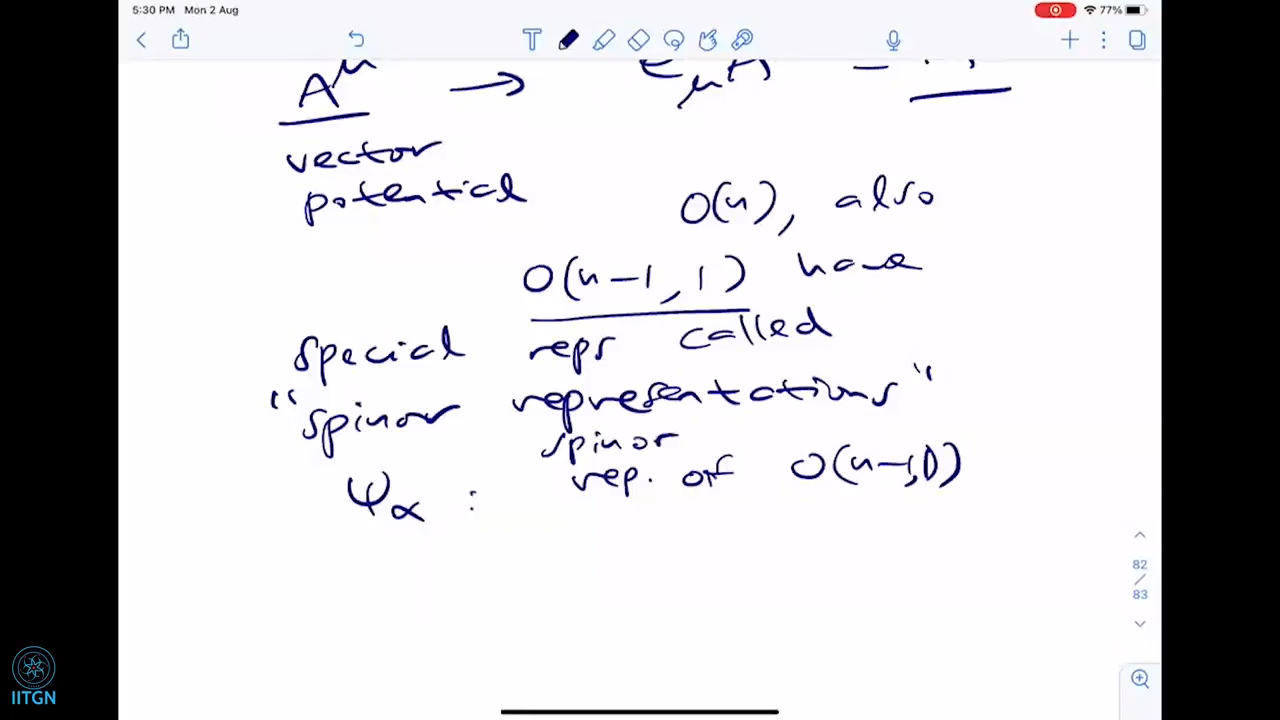 5:30 PM Mon 2 Aug
77%
A^μ →
vector
potential
O(n), also
O(n-1, 1) have
special reps called
"spinor representations"
ψ_α : spinor
rep. of O(n-1,1)
82
/
83
IITGN